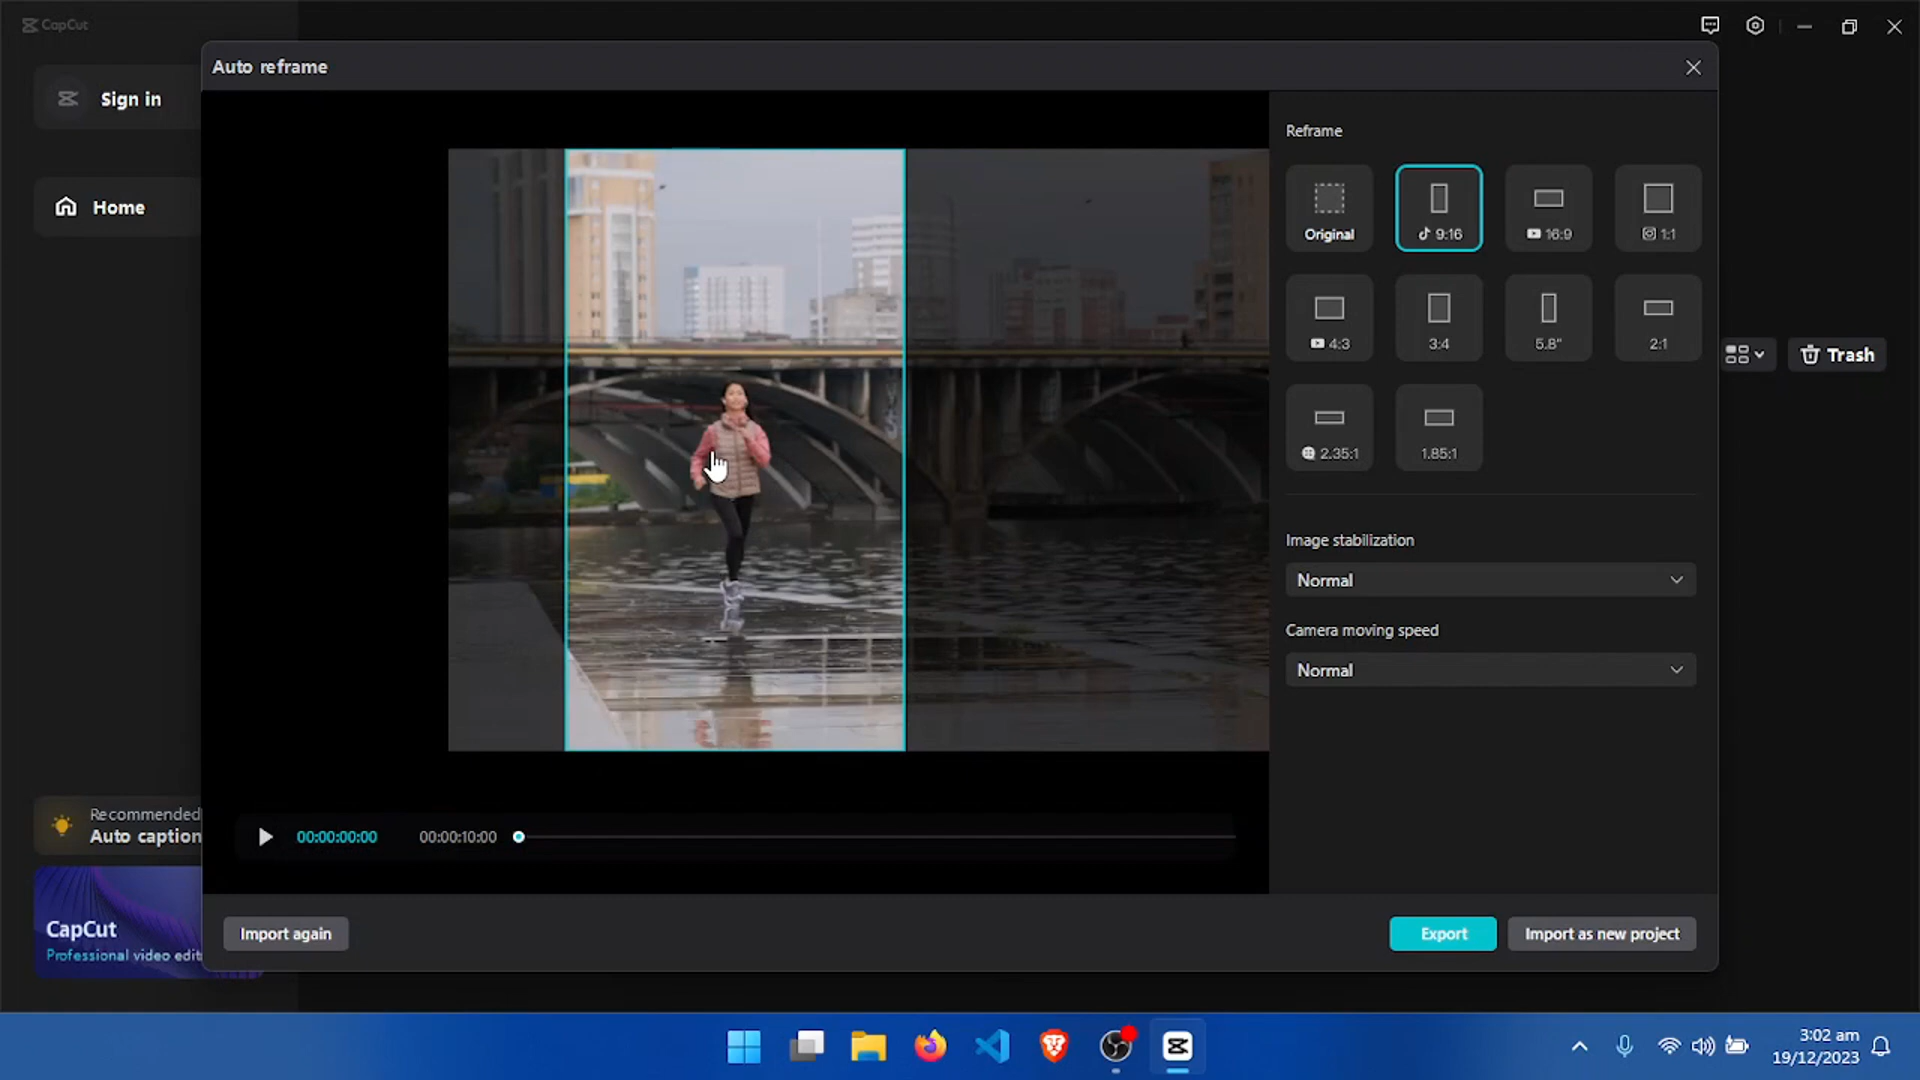 CapCut
Auto reframe
Sign in
Home
Reframe
Original
9:16
16:9
1:1
4:3
3:4
5.8"
2:1
2.35:1
1.85:1
Trash
Image stabilization
Normal
Camera moving speed
Normal
Recommended
Auto caption
00:00:00:00
00:00:10:00
CapCut
Professional video edit
Import again
Export
Import as new project
3:02 am
19/12/2023